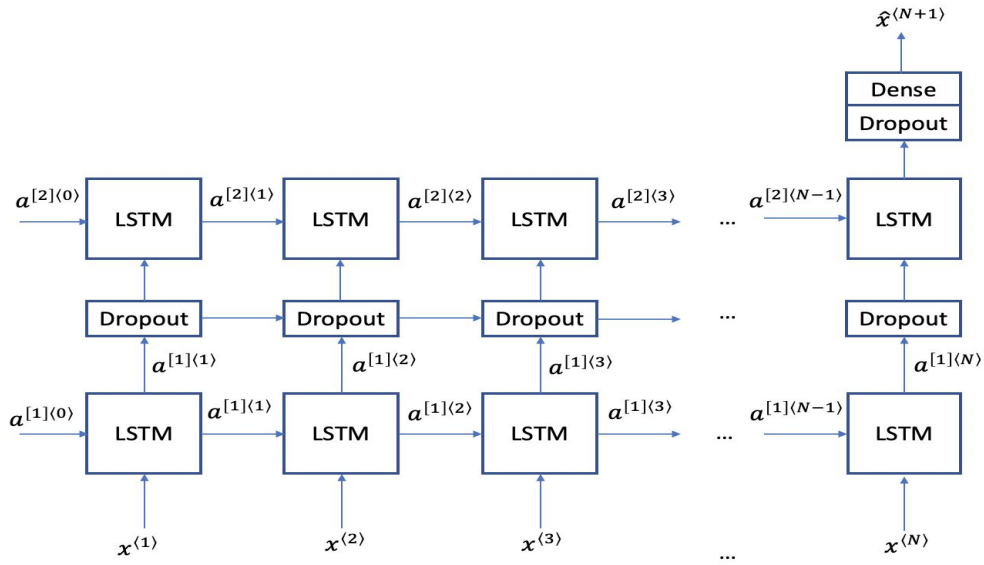 x̂⟨N+1⟩
Dense
Dropout
a[2]⟨0⟩ LSTM a[2]⟨1⟩ LSTM a[2]⟨2⟩ LSTM a[2]⟨3⟩ ... a[2]⟨N−1⟩ LSTM
Dropout Dropout Dropout ... Dropout
a[1]⟨1⟩ a[1]⟨2⟩ a[1]⟨3⟩ a[1]⟨N⟩
a[1]⟨0⟩ LSTM a[1]⟨1⟩ LSTM a[1]⟨2⟩ LSTM a[1]⟨3⟩ ... a[1]⟨N−1⟩ LSTM
x⟨1⟩ x⟨2⟩ x⟨3⟩ ... x⟨N⟩